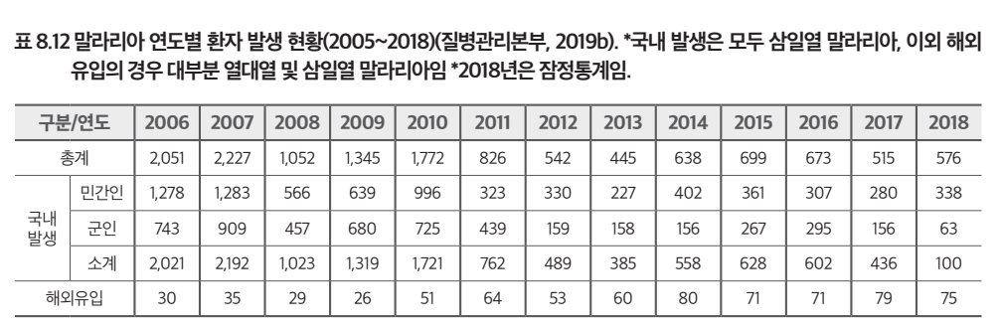 표 8.12 말라리아 연도별 환자 발생 현황(2005~2018)(질병관리본부, 2019b). *국내 발생은 모두 삼일열 말라리아, 이외 해외
유입의 경우 대부분 열대열 및 삼일열 말라리아임 *2018년은 잠정통계임.
구분/연도 2006 2007 2008 2009 2010 2011 2012 2013 2014 2015 2016 2017 2018
총계 2,051 2,227 1,052 1,345 1,772 826 542 445 638 699 673 515 576
국내 발생 민간인 1,278 1,283 566 639 996 323 330 227 402 361 307 280 338
군인 743 909 457 680 725 439 159 158 156 267 295 156 63
소계 2,021 2,192 1,023 1,319 1,721 762 489 385 558 628 602 436 100
해외유입 30 35 29 26 51 64 53 60 80 71 71 79 75